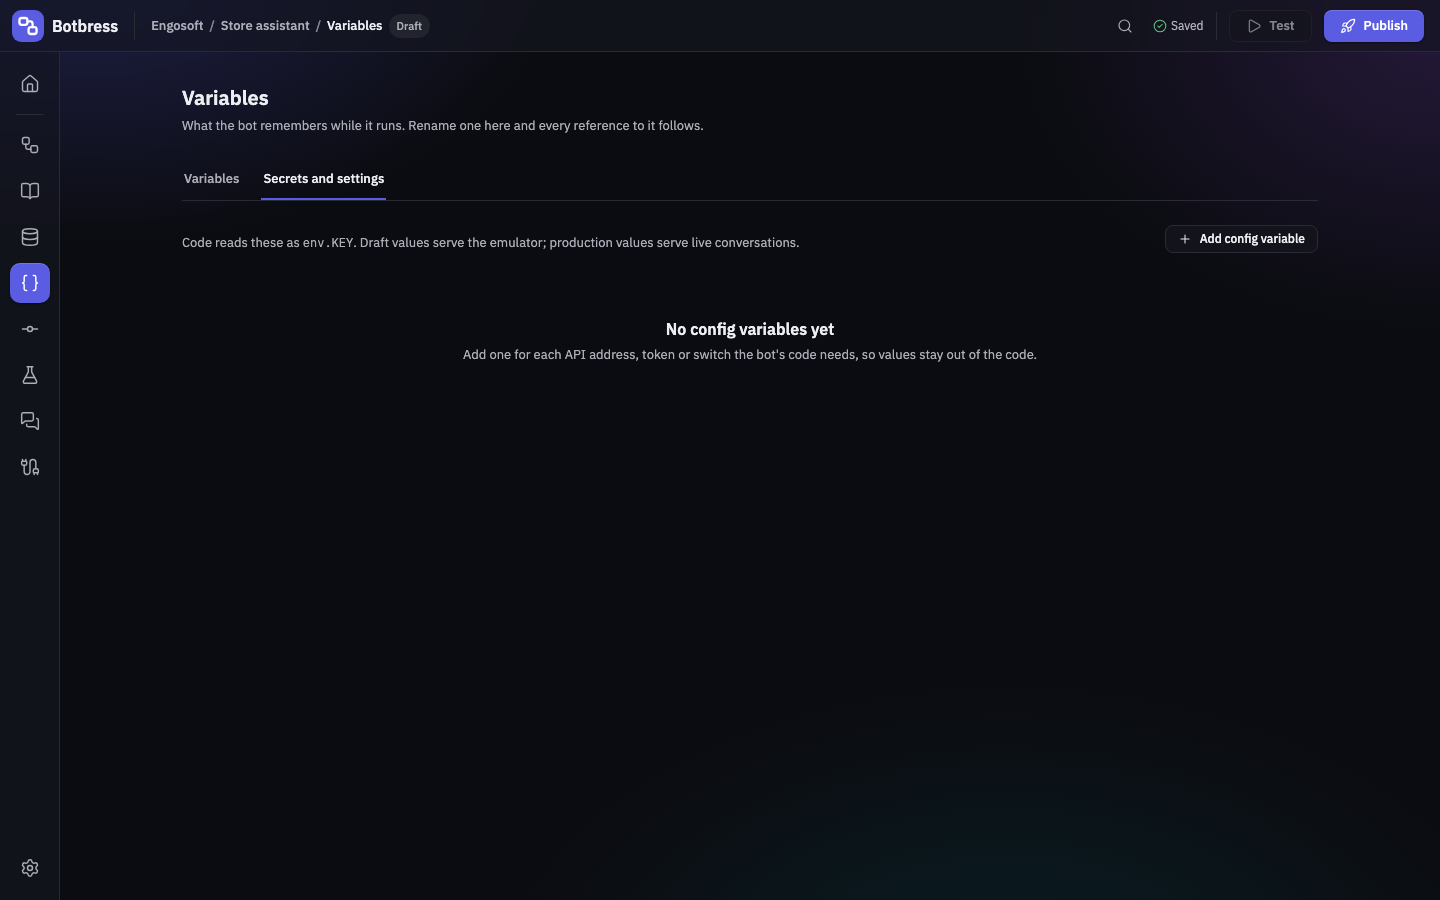 Botbress
Engosoft / Store assistant / Variables Draft
Saved
Test
Publish
Variables
What the bot remembers while it runs. Rename one here and every reference to it follows.
Variables Secrets and settings
Code reads these as env.KEY. Draft values serve the emulator; production values serve live conversations.
Add config variable
No config variables yet
Add one for each API address, token or switch the bot's code needs, so values stay out of the code.